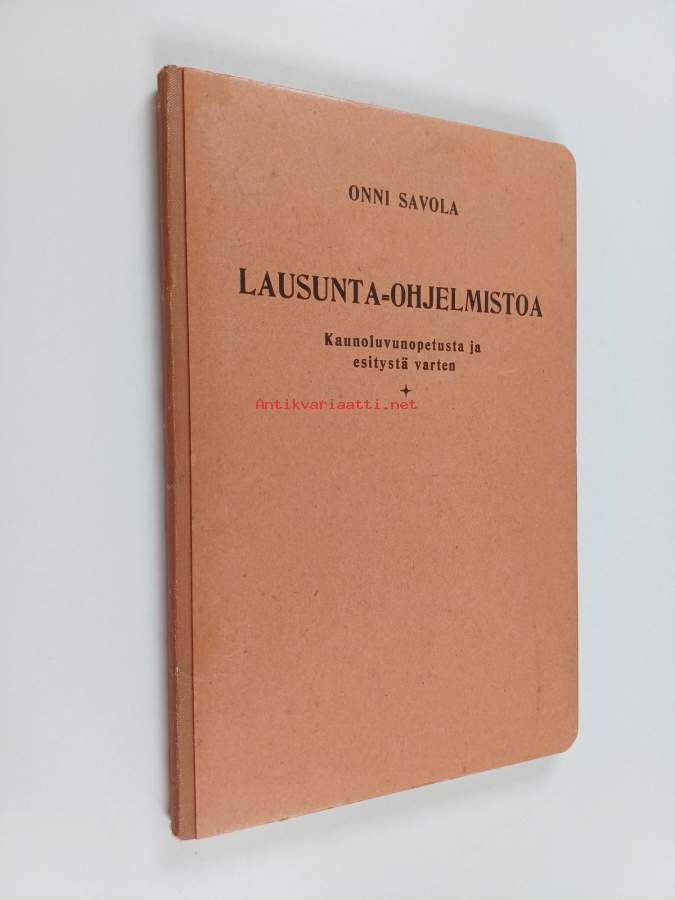 ONNI SAVOLA
LAUSUNTA=OHJELMISTOA
Kaunoluvunopetusta ja
esitystä varten
Antikvariaatti.net